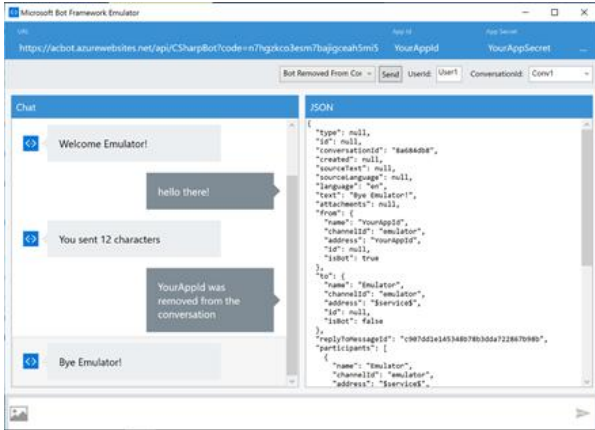 Microsoft Bot Framework Emulator
URL
App Id
App Secret
https://acbot.azurewebsites.net/api/CSharpBot?code=n7hgzkco3esm7bajigceah5mi5
YourAppId
YourAppSecret
...
Bot Removed From Cor
Send
UserId:
User1
ConversationId:
Conv1
Chat
Welcome Emulator!
hello there!
You sent 12 characters
YourAppId was
removed from the
conversation
Bye Emulator!
JSON
{
"type": null,
"id": null,
"conversationId": "8a684db8",
"created": null,
"sourceText": null,
"sourceLanguage": null,
"language": "en",
"text": "Bye Emulator!",
"attachments": null,
"from": {
"name": "YourAppId",
"channelId": "emulator",
"address": "YourAppId",
"id": null,
"isBot": true
},
"to": {
"name": "Emulator",
"channelId": "emulator",
"address": "$service$",
"id": null,
"isBot": false
},
"replyToMessageId": "c907dd1e145348b78b3dda722867b98b",
"participants": [
{
"name": "Emulator",
"channelId": "emulator",
"address": "$service$",